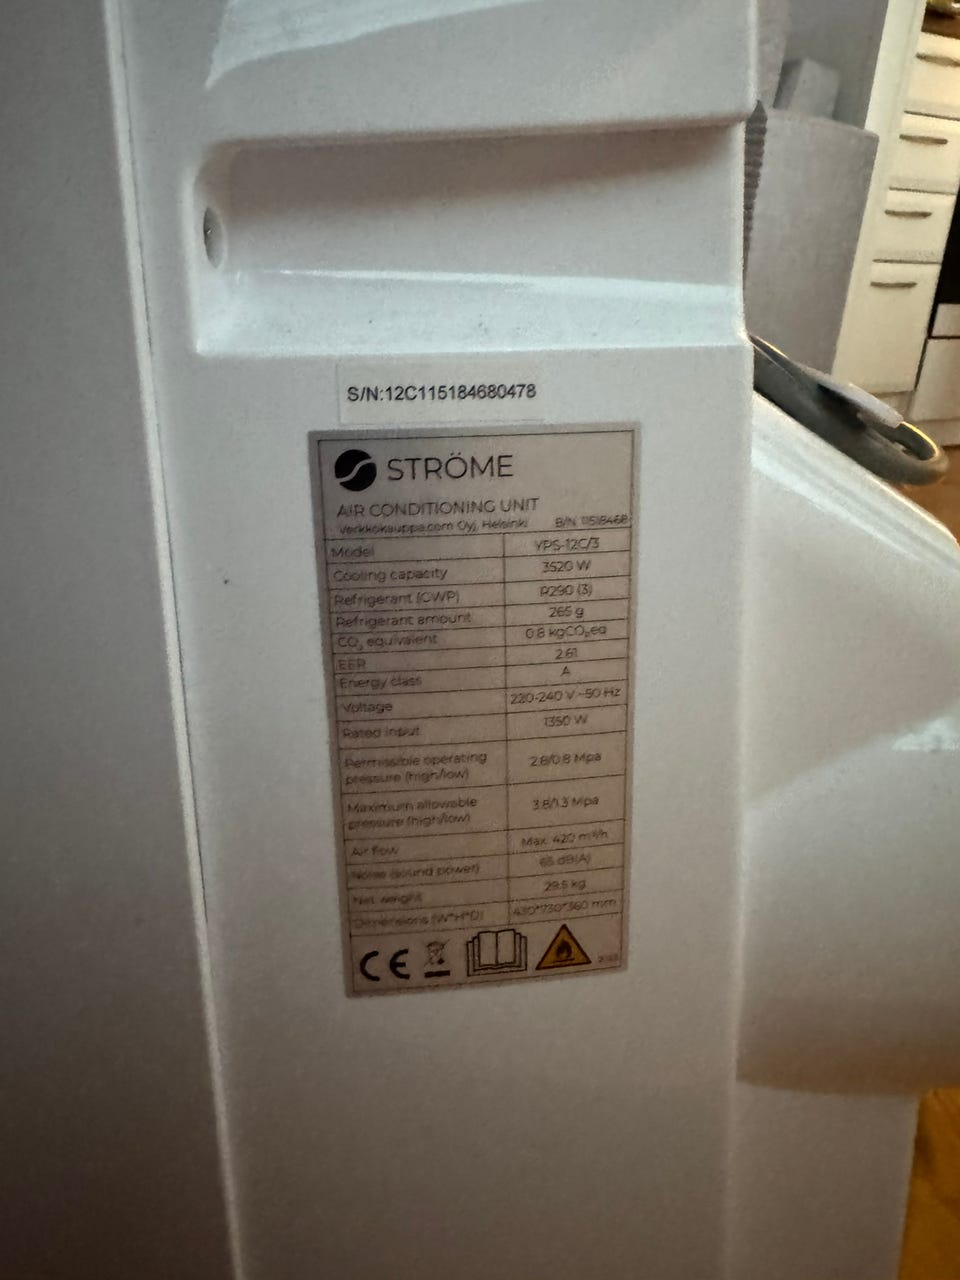 S/N:12C115184680478
STRÖME
AIR CONDITIONING UNIT
Verkkokauppa.com Oyj, Helsinki B/N 11518468
Model YPS-12C/3
Cooling capacity 3520 W
Refrigerant (GWP) R290 (3)
Refrigerant amount 265 g
CO₂ equivalent 0.8 kgCO₂eq
EER 2.61
Energy class A
Voltage 220-240 V ~50 Hz
Rated input 1350 W
Permissible operating
pressure (high/low) 2.8/0.8 Mpa
Maximum allowable
pressure (high/low) 3.8/1.3 Mpa
Air flow Max. 420 m³/h
Noise (sound power) 65 dB(A)
Net weight 29.5 kg
Dimensions (W*H*D) 430*730*360 mm
CE